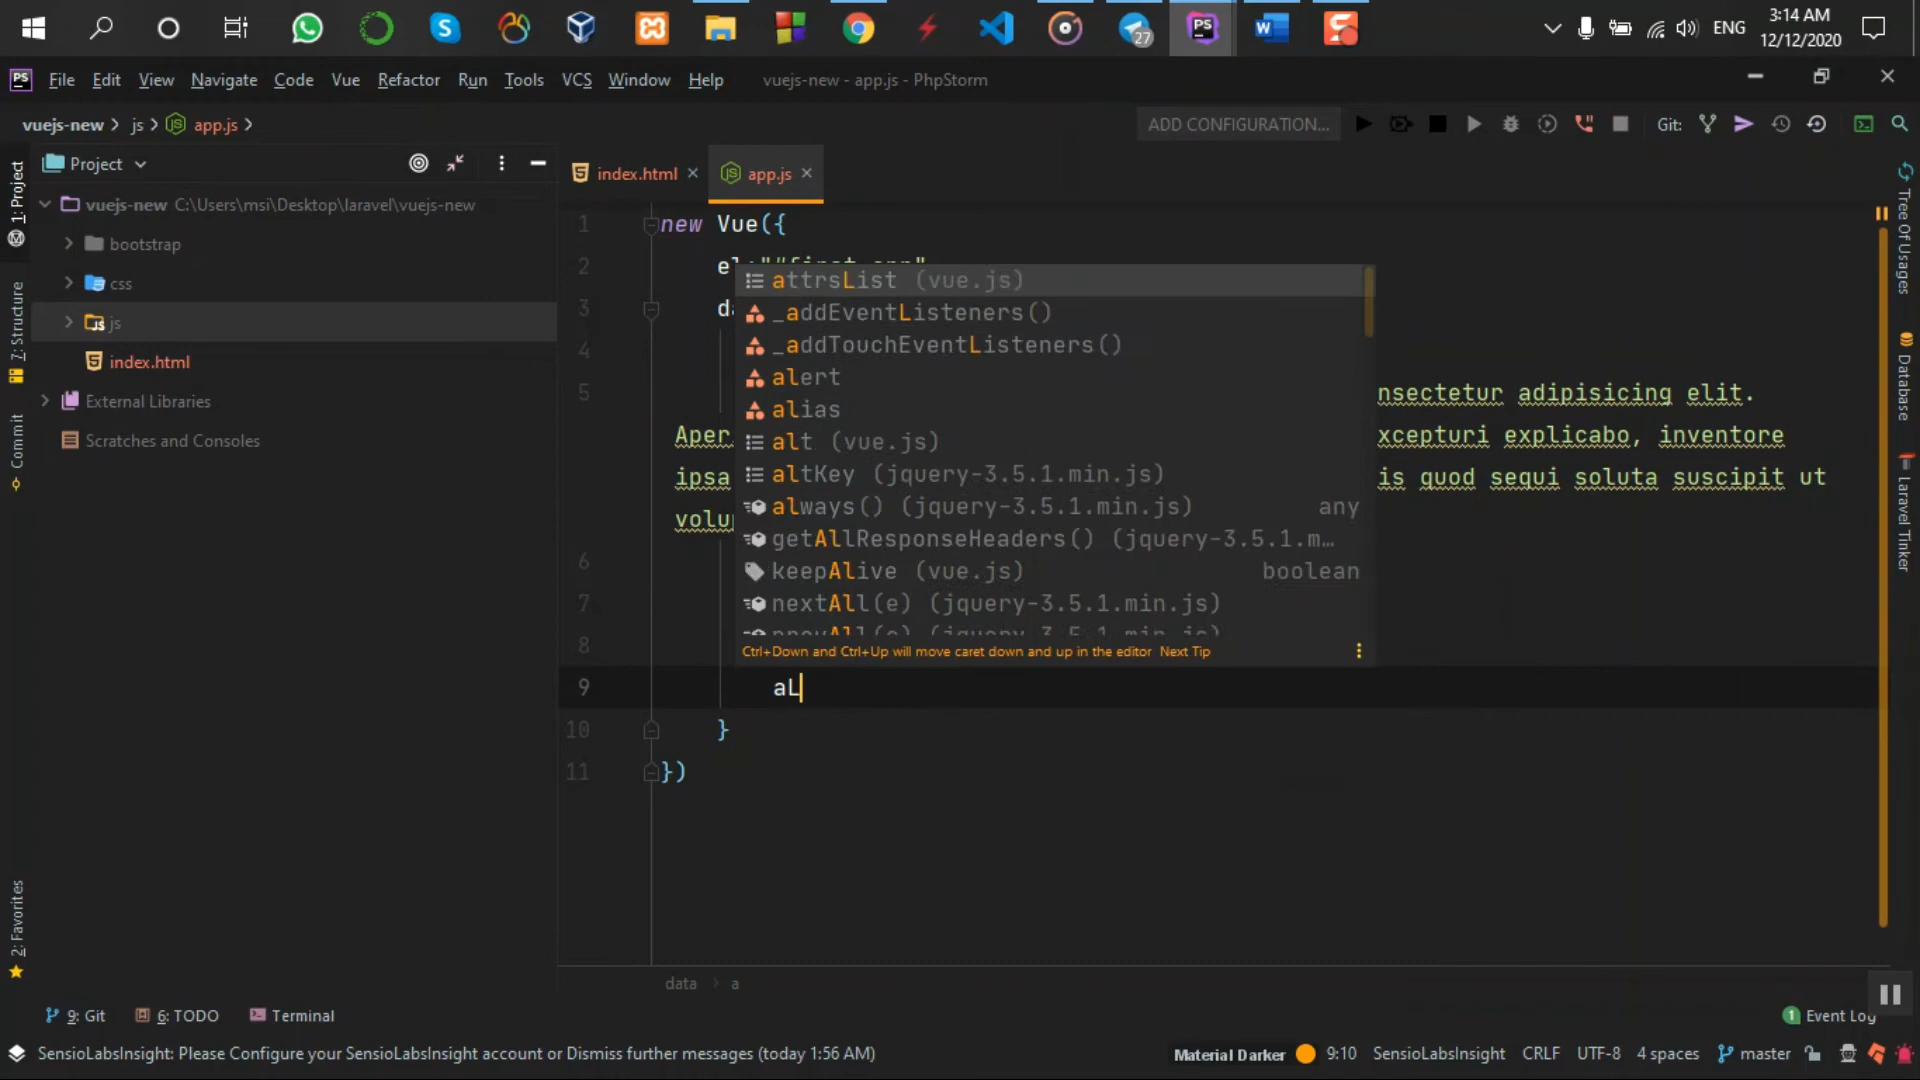 ENG
3:14 AM
12/12/2020
27
PS File Edit View Navigate Code Vue Refactor Run Tools VCS Window Help vuejs-new - app.js - PhpStorm
vuejs-new js app.js ADD CONFIGURATION... Git:
Project
index.html app.js
vuejs-new C:\Users\msi\Desktop\laravel\vuejs-new
bootstrap
css
js
index.html
External Libraries
Scratches and Consoles
1: Project
7: Structure
Commit
2: Favorites
1 new Vue({
2
3
4
5 nsectetur adipisicing elit.
xcepturi explicabo, inventore
ipsa is quod sequi soluta suscipit ut
6
7
8
9 aL
10 }
11 })
attrsList (vue.js)
_addEventListeners()
_addTouchEventListeners()
alert
alias
alt (vue.js)
altKey (jquery-3.5.1.min.js)
always() (jquery-3.5.1.min.js) any
getAllResponseHeaders() (jquery-3.5.1.m…
keepAlive (vue.js) boolean
nextAll(e) (jquery-3.5.1.min.js)
Ctrl+Down and Ctrl+Up will move caret down and up in the editor Next Tip
Tree Of Usages
Database
Laravel Tinker
data a
9: Git 6: TODO Terminal 1 Event Log
SensioLabsInsight: Please Configure your SensioLabsInsight account or Dismiss further messages (today 1:56 AM) Material Darker 9:10 SensioLabsInsight CRLF UTF-8 4 spaces master